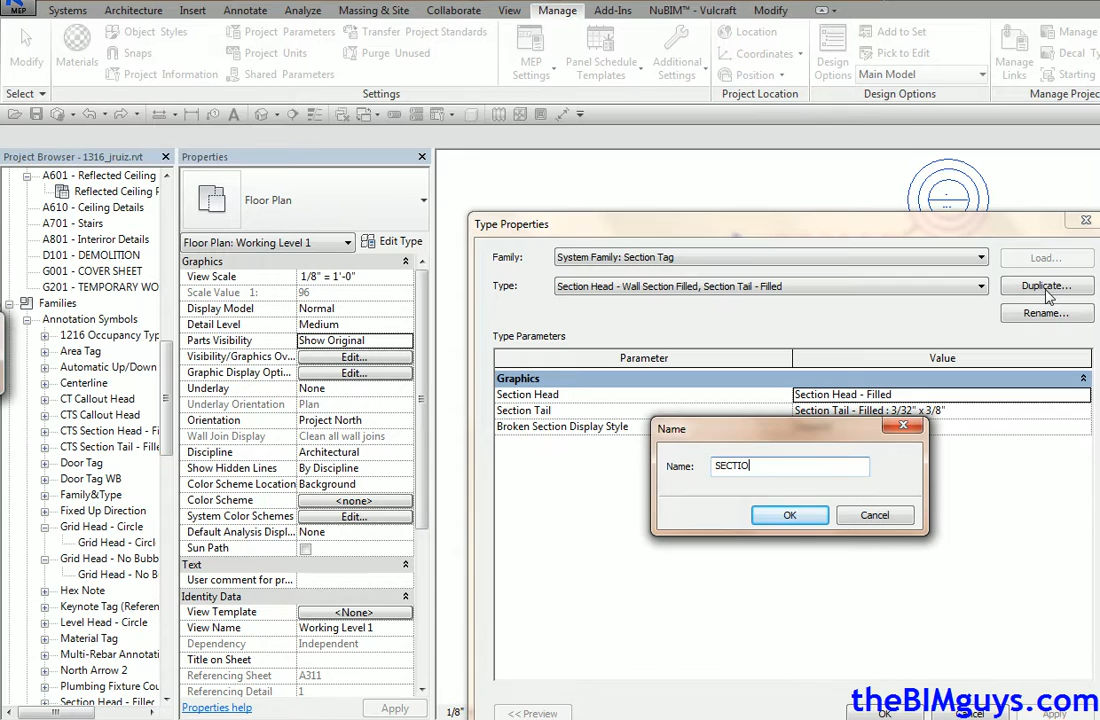 MEP
Architecture Systems Insert Annotate Analyze Massing & Site Collaborate View Manage Add-Ins NuBIM™ - Vulcraft Modify
Object Styles Project Parameters Transfer Project Standards Location Add to Set Manage
Snaps Project Units Purge Unused Coordinates Pick to Edit Decal Ty
Project Information Shared Parameters Position Main Model Starting
Modify Materials MEP Settings Panel Schedule Templates Additional Settings Design Options Manage Links
Select Settings Project Location Design Options Manage Projec
Project Browser - 1316_jruiz.rvt
A601 - Reflected Ceiling
Reflected Ceiling P
A610 - Ceiling Details
A701 - Stairs
A801 - Interiror Details
D101 - DEMOLITION
G001 - COVER SHEET
G201 - TEMPORARY WO
Families
Annotation Symbols
1216 Occupancy Typ
Area Tag
Automatic Up/Down
Centerline
CT Callout Head
CTS Callout Head
CTS Section Head - Fi
CTS Section Tail - Fille
Door Tag
Door Tag WB
Family&Type
Fixed Up Direction
Grid Head - Circle
Grid Head - Circl
Grid Head - No Bubb
Grid Head - No B
Hex Note
Keynote Tag (Referen
Level Head - Circle
Material Tag
Multi-Rebar Annotati
North Arrow 2
Plumbing Fixture Cou
Section Head - Filler
Properties
Floor Plan
Floor Plan: Working Level 1 Edit Type
Graphics
View Scale 1/8" = 1'-0"
Scale Value 1: 96
Display Model Normal
Detail Level Medium
Parts Visibility Show Original
Visibility/Graphics Ov... Edit...
Graphic Display Opti... Edit...
Underlay None
Underlay Orientation Plan
Orientation Project North
Wall Join Display Clean all wall joins
Discipline Architectural
Show Hidden Lines By Discipline
Color Scheme Location Background
Color Scheme <none>
System Color Schemes Edit...
Default Analysis Displ... None
Sun Path
Text
User comment for pr...
Identity Data
View Template <None>
View Name Working Level 1
Dependency Independent
Title on Sheet
Referencing Sheet A311
Referencing Detail 1
Properties help Apply
1/8"
Type Properties
Family: System Family: Section Tag Load...
Type: Section Head - Wall Section Filled, Section Tail - Filled Duplicate...
Rename...
Type Parameters
Parameter Value
Graphics
Section Head Section Head - Filled
Section Tail Section Tail - Filled : 3/32" x 3/8"
Broken Section Display Style
Name
Name: SECTIO
OK Cancel
<< Preview OK Cancel Apply
theBIMguys.com